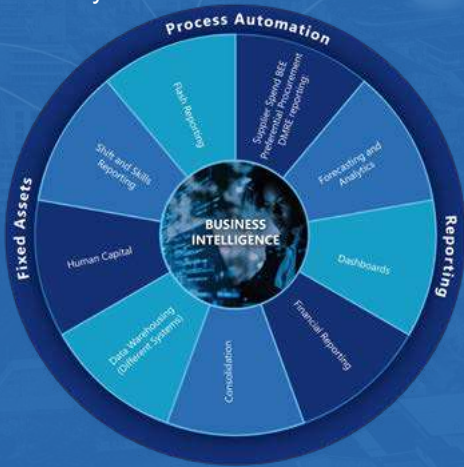 Process Automation
Supplier Spend BEE
Preferential Procurement
DMRE reporting:
Forecasting and
Analytics
Reporting
Dashboards
Financial Reporting
Consolidation
Data Warehousing
(Different Systems)
Human Capital
Fixed Assets
Shift and Skills
Reporting
Flash Reporting
BUSINESS
INTELLIGENCE